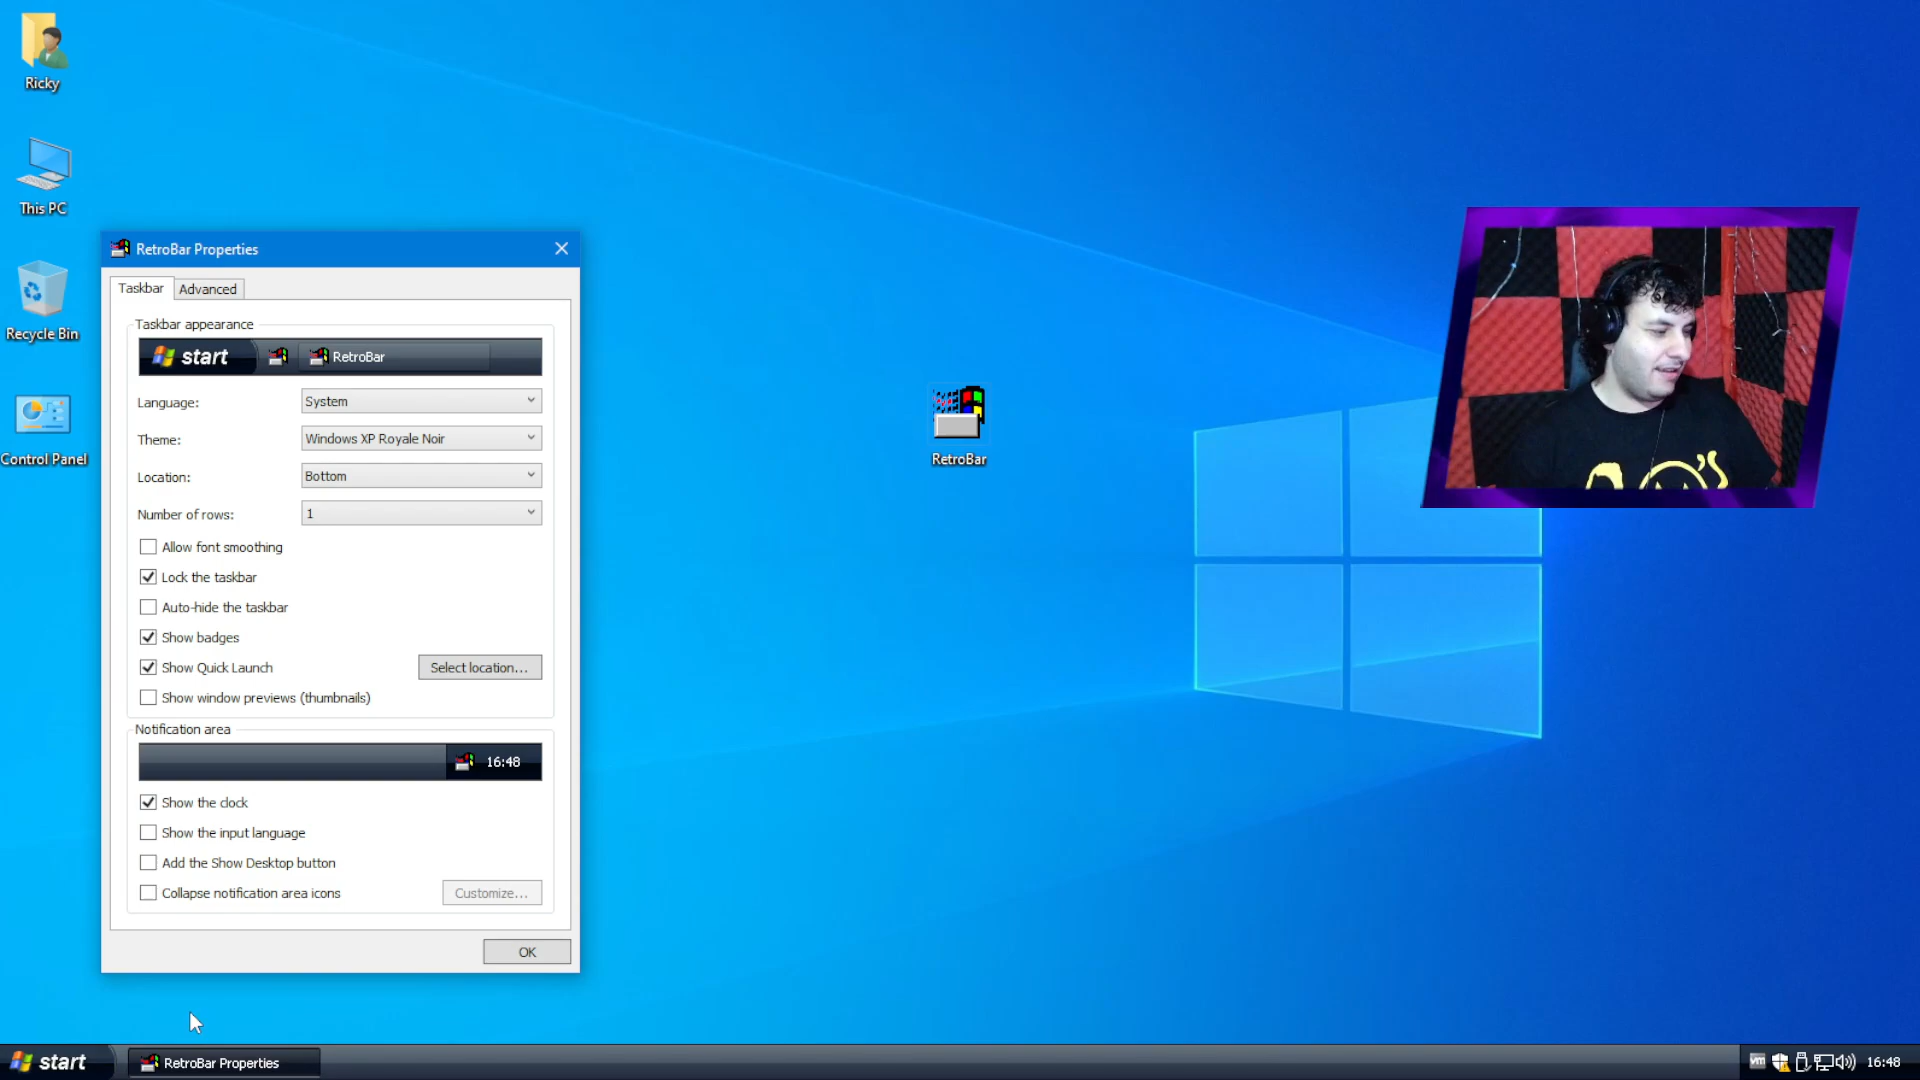 Ricky
This PC
Recycle Bin
Control Panel
RetroBar Properties
Taskbar
Advanced
Taskbar appearance
start
RetroBar
Language:
System
Theme:
Windows XP Royale Noir
Location:
Bottom
Number of rows:
1
Allow font smoothing
Lock the taskbar
Auto-hide the taskbar
Show badges
Show Quick Launch
Select location...
Show window previews (thumbnails)
Notification area
16:48
Show the clock
Show the input language
Add the Show Desktop button
Collapse notification area icons
Customize...
OK
RetroBar
start
RetroBar Properties
vm
16:48